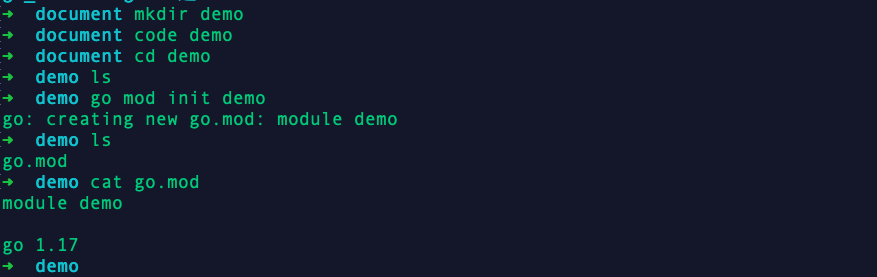 ➜  document mkdir demo
➜  document code demo
➜  document cd demo
➜  demo ls
➜  demo go mod init demo
go: creating new go.mod: module demo
➜  demo ls
go.mod
➜  demo cat go.mod
module demo

go 1.17
➜  demo